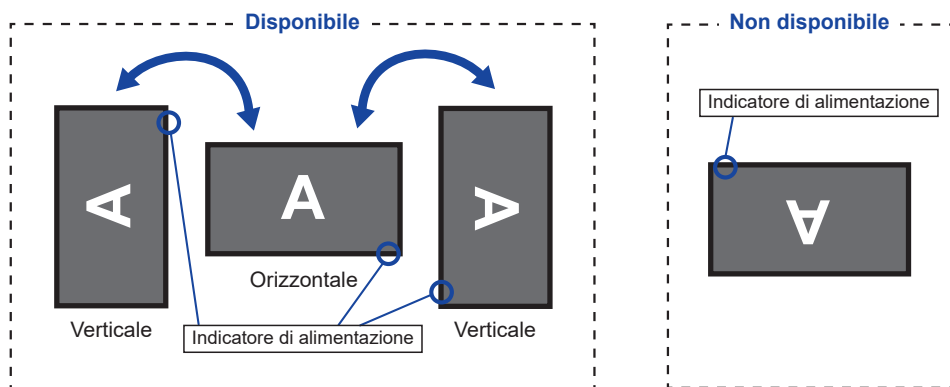 Disponibile
A
A
A
Orizzontale
Verticale
Indicatore di alimentazione
Verticale
Non disponibile
Indicatore di alimentazione
A